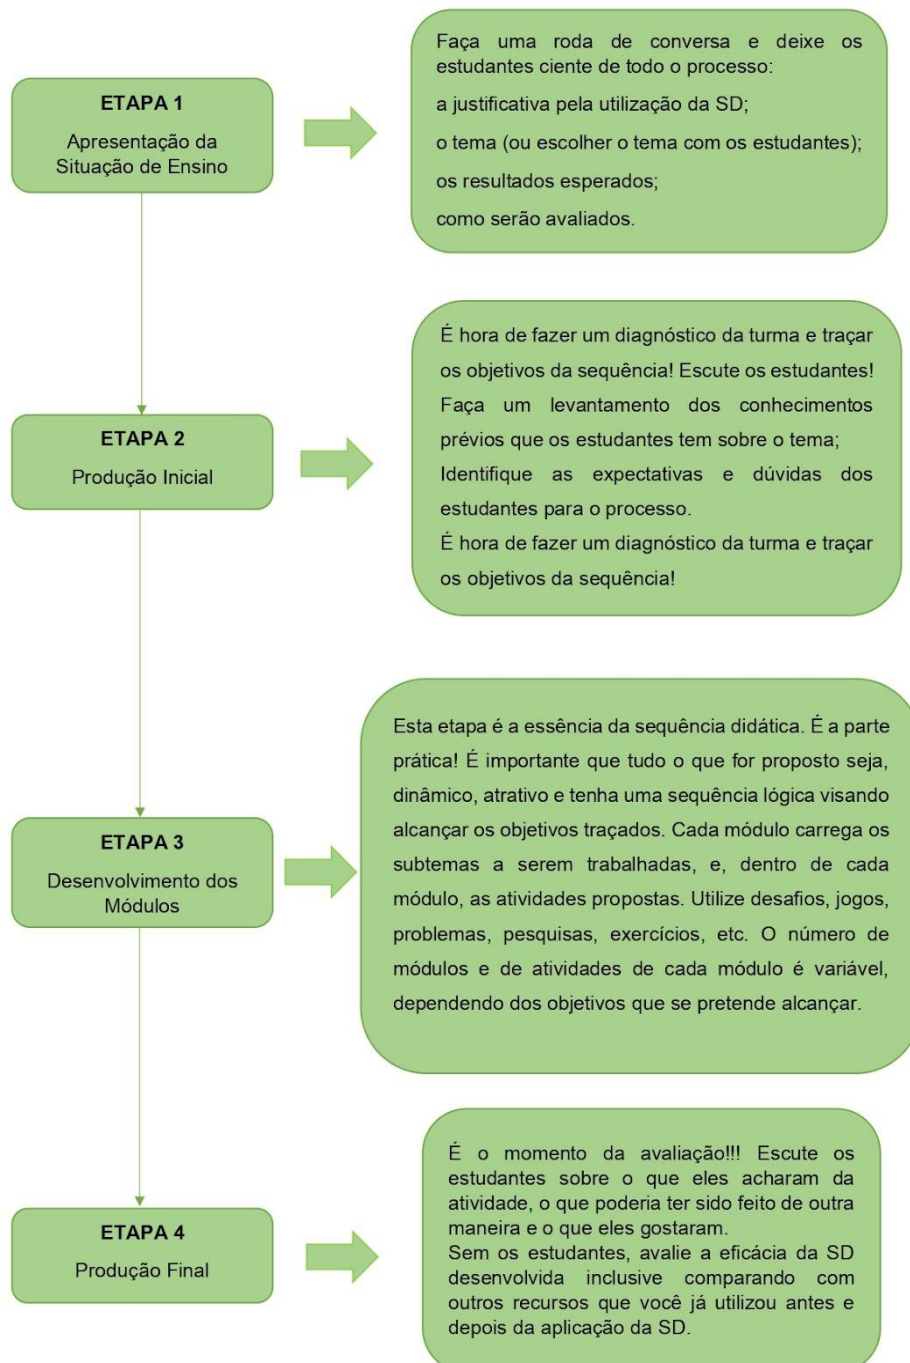 ETAPA 1
Apresentação da
Situação de Ensino
Faça uma roda de conversa e deixe os
estudantes ciente de todo o processo:
a justificativa pela utilização da SD;
o tema (ou escolher o tema com os estudantes);
os resultados esperados;
como serão avaliados.
ETAPA 2
Produção Inicial
É hora de fazer um diagnóstico da turma e traçar
os objetivos da sequência! Escute os estudantes!
Faça um levantamento dos conhecimentos
prévios que os estudantes tem sobre o tema;
Identifique as expectativas e dúvidas dos
estudantes para o processo.
É hora de fazer um diagnóstico da turma e traçar
os objetivos da sequência!
ETAPA 3
Desenvolvimento dos
Módulos
Esta etapa é a essência da sequência didática. É a parte
prática! É importante que tudo o que for proposto seja,
dinâmico, atrativo e tenha uma sequência lógica visando
alcançar os objetivos traçados. Cada módulo carrega os
subtemas a serem trabalhadas, e, dentro de cada
módulo, as atividades propostas. Utilize desafios, jogos,
problemas, pesquisas, exercícios, etc. O número de
módulos e de atividades de cada módulo é variável,
dependendo dos objetivos que se pretende alcançar.
ETAPA 4
Produção Final
É o momento da avaliação!!! Escute os
estudantes sobre o que eles acharam da
atividade, o que poderia ter sido feito de outra
maneira e o que eles gostaram.
Sem os estudantes, avalie a eficácia da SD
desenvolvida inclusive comparando com
outros recursos que você já utilizou antes e
depois da aplicação da SD.